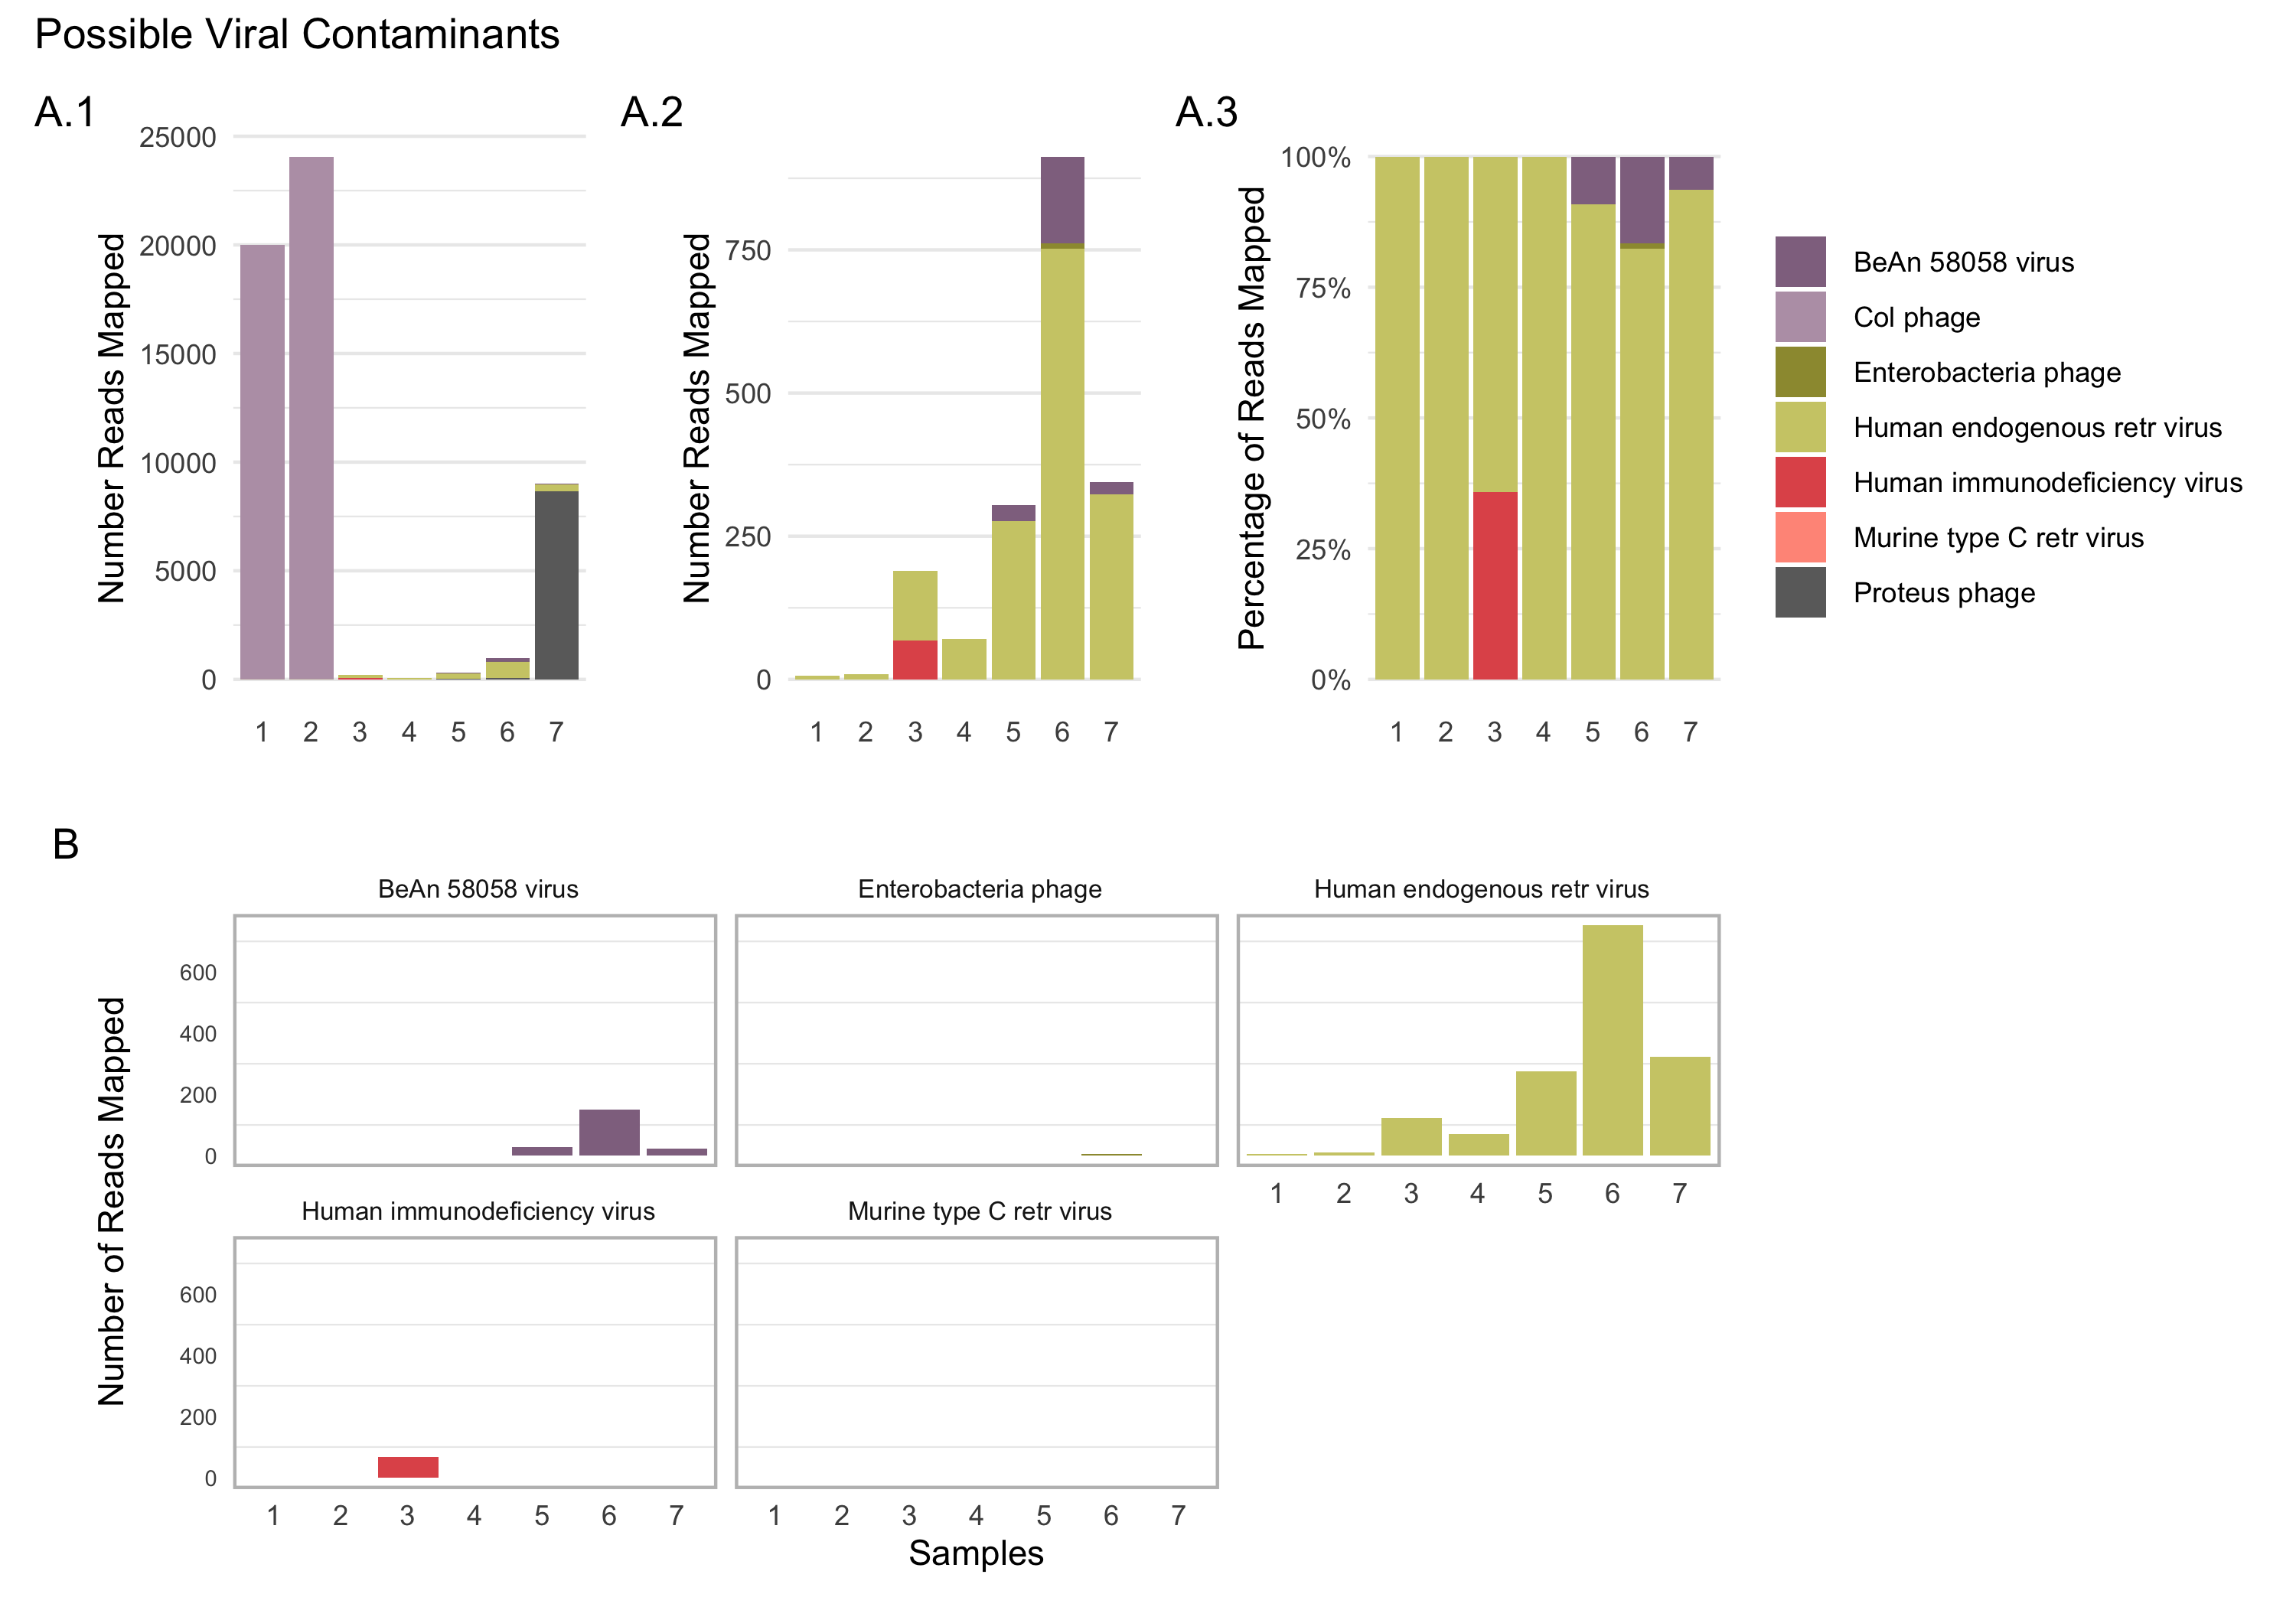 Possible Viral Contaminants
A.1
A.2
A.3
Number Reads Mapped
25000
20000
15000
10000
5000
0
1 2 3 4 5 6 7
Number Reads Mapped
750
500
250
0
1 2 3 4 5 6 7
Percentage of Reads Mapped
100%
75%
50%
25%
0%
1 2 3 4 5 6 7
BeAn 58058 virus
Col phage
Enterobacteria phage
Human endogenous retr virus
Human immunodeficiency virus
Murine type C retr virus
Proteus phage
B
Number of Reads Mapped
BeAn 58058 virus
Enterobacteria phage
Human endogenous retr virus
600
400
200
0
1 2 3 4 5 6 7
Human immunodeficiency virus
Murine type C retr virus
600
400
200
0
1 2 3 4 5 6 7
1 2 3 4 5 6 7
Samples